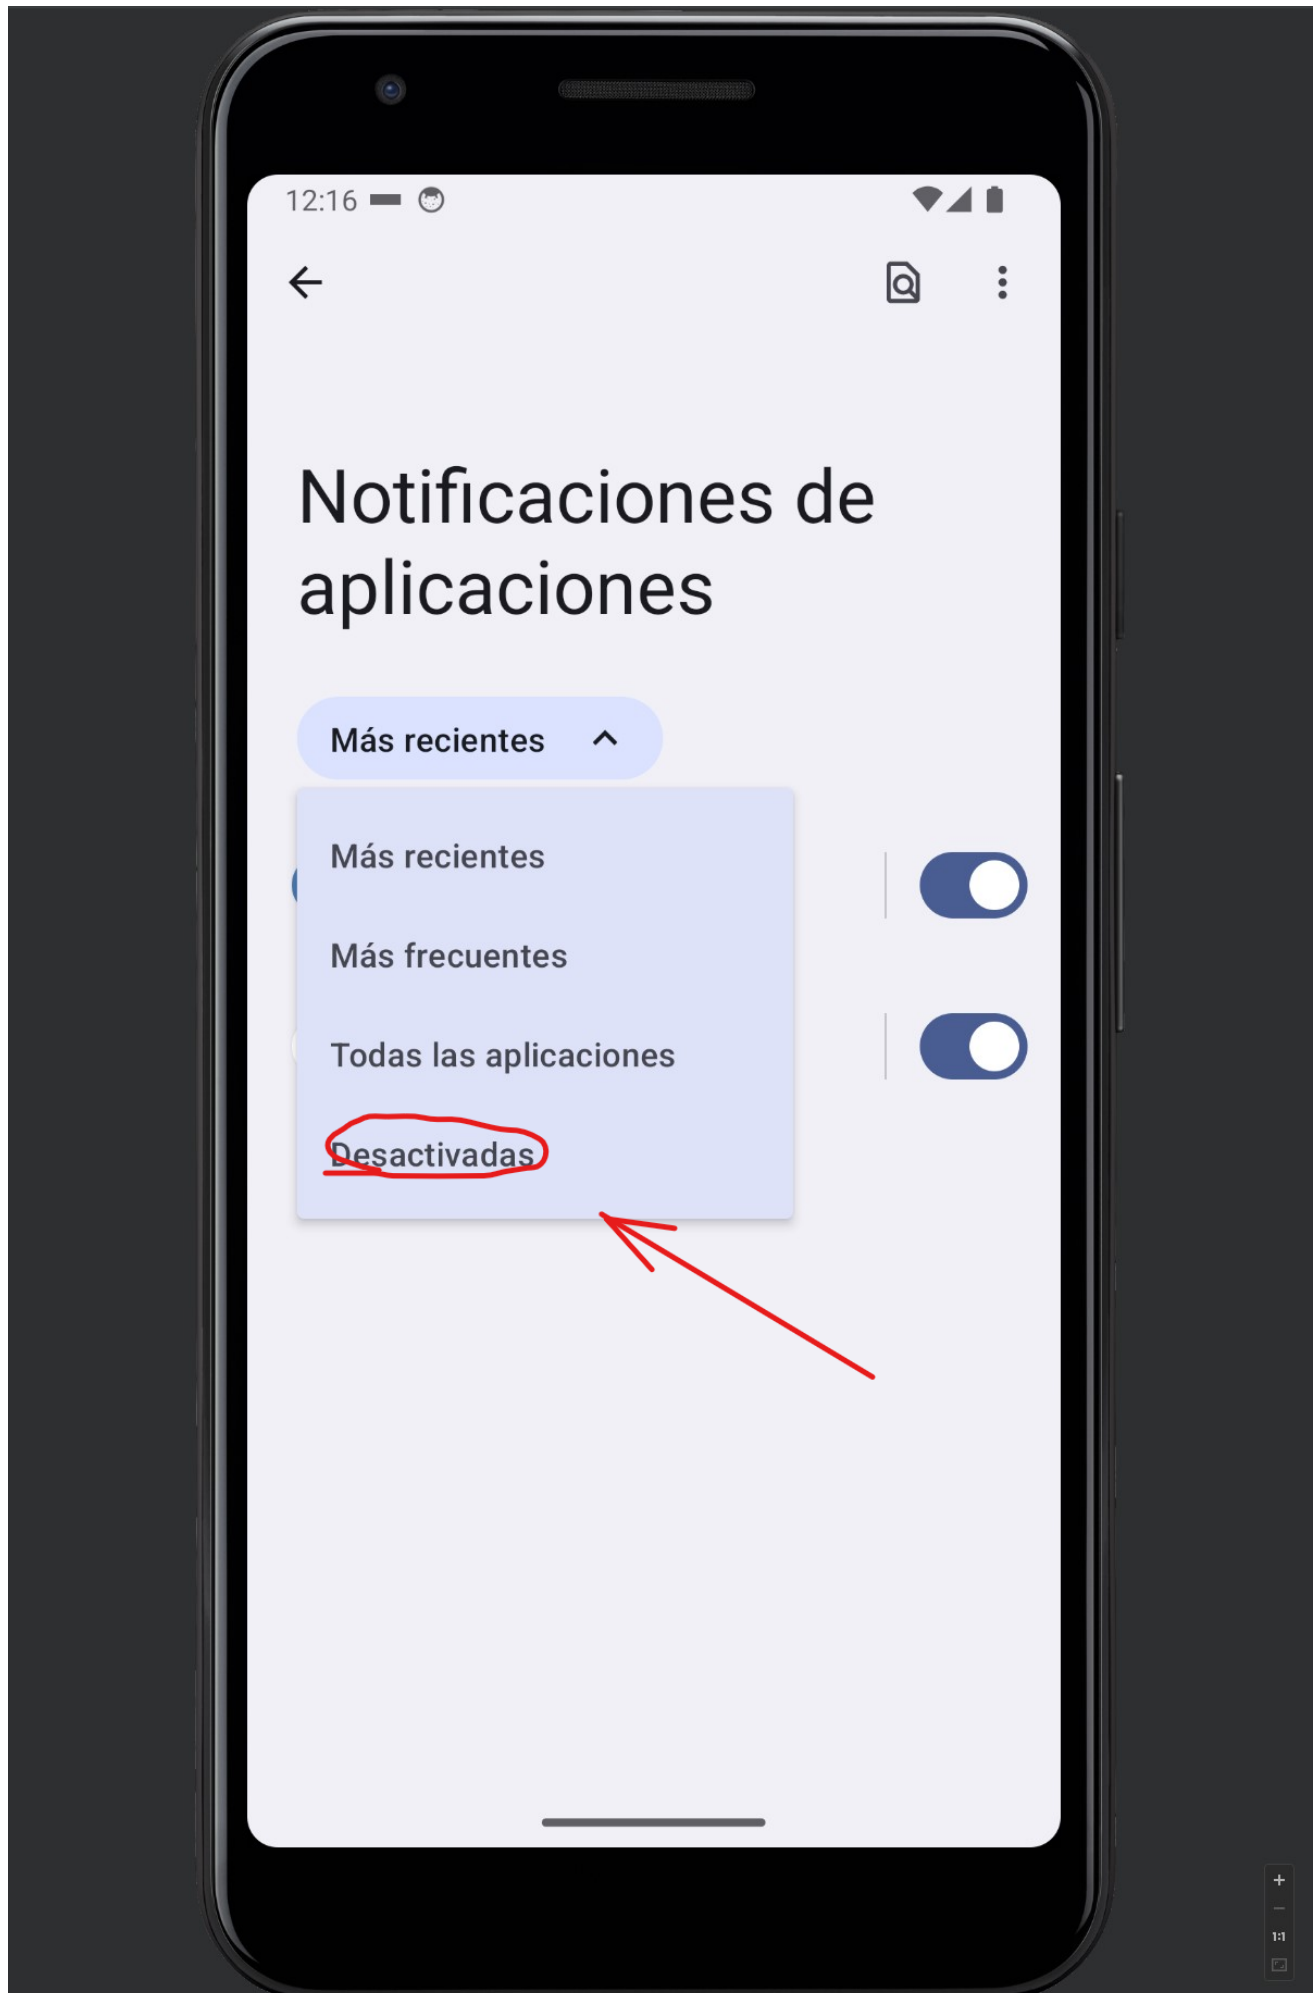 12:16
Notificaciones de
aplicaciones
Más recientes
Más recientes
Más frecuentes
Todas las aplicaciones
Desactivadas
1:1